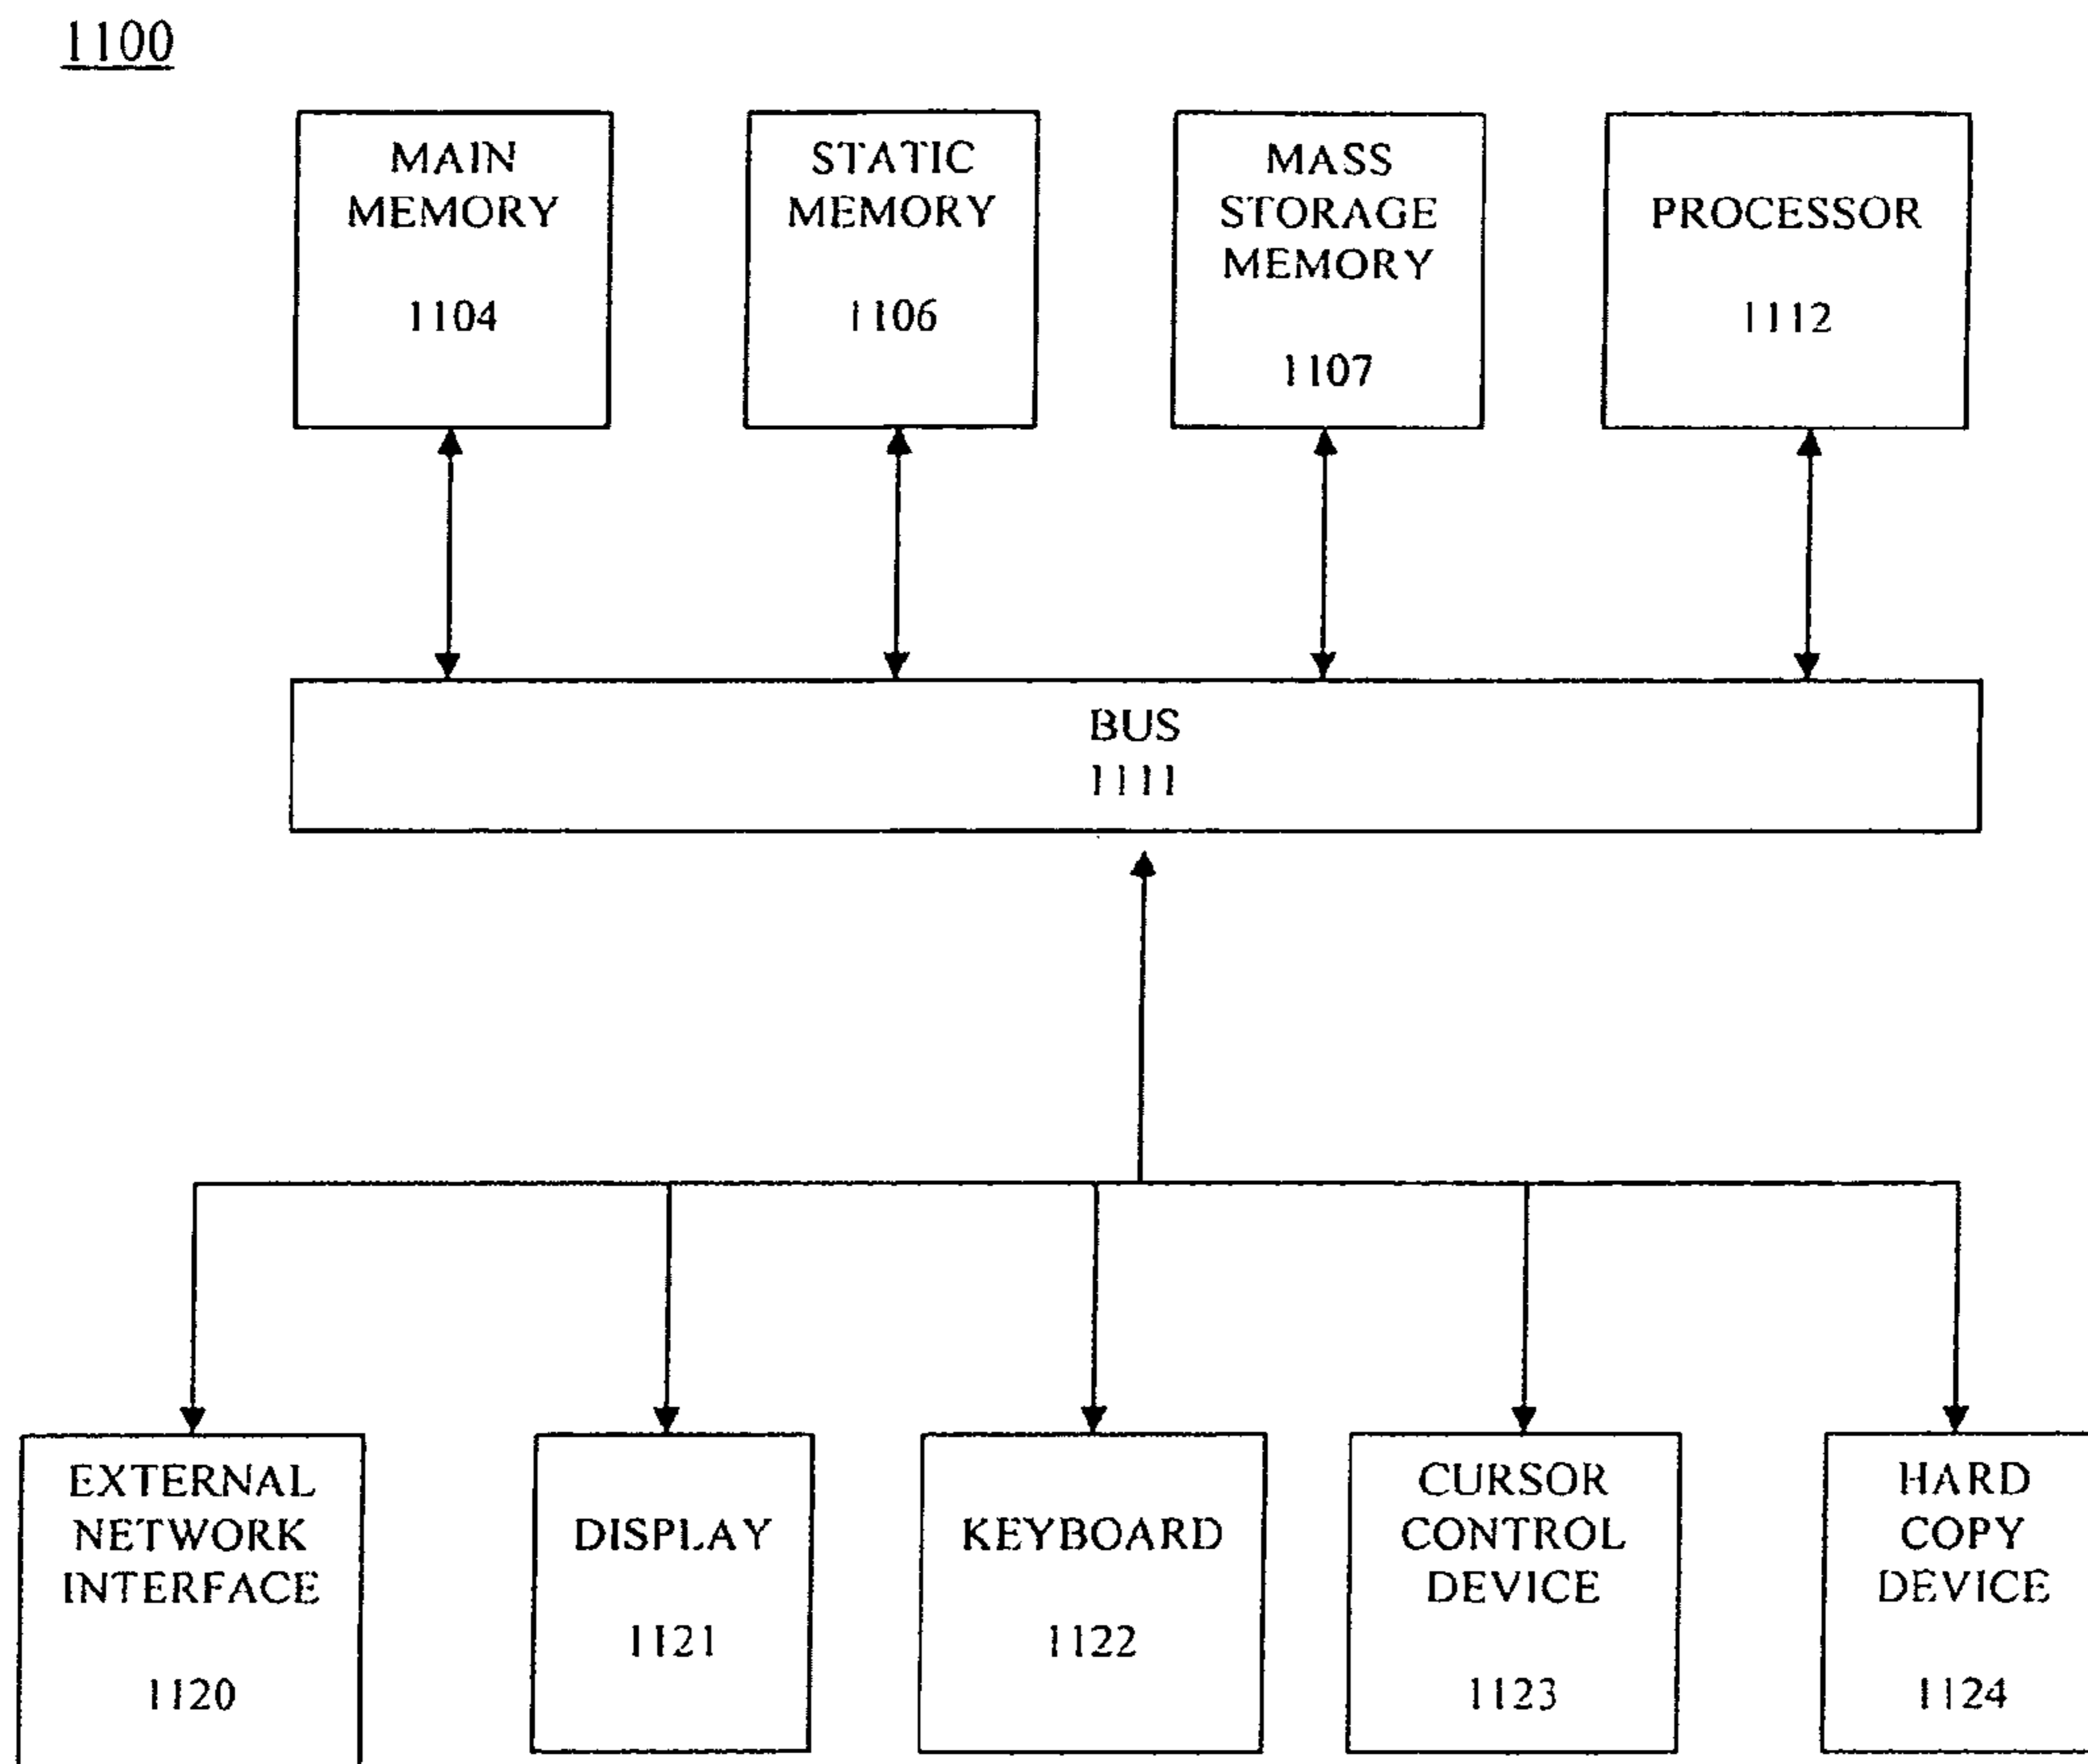 1100
MAIN
MEMORY
1104
STATIC
MEMORY
1106
MASS
STORAGE
MEMORY
1107
PROCESSOR
1112
BUS
1111
EXTERNAL
NETWORK
INTERFACE
1120
DISPLAY
1121
KEYBOARD
1122
CURSOR
CONTROL
DEVICE
1123
HARD
COPY
DEVICE
1124